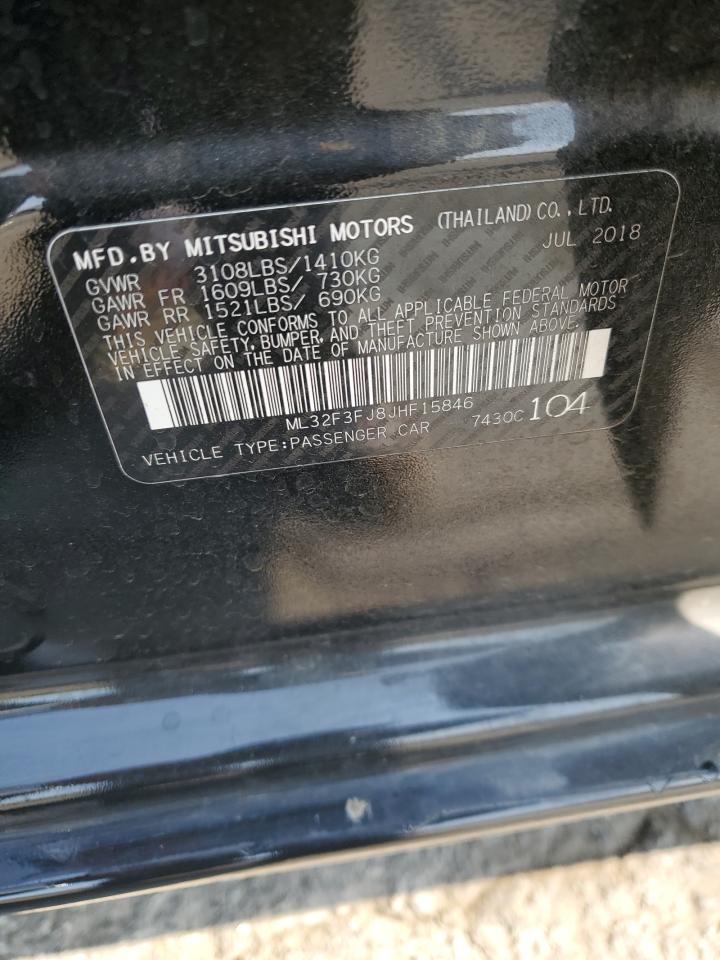 MFD.BY MITSUBISHI MOTORS (THAILAND)CO.,LTD.
GVWR 3108LBS/1410KG JUL 2018
GAWR FR 1609LBS/ 730KG
GAWR RR 1521LBS/ 690KG
THIS VEHICLE CONFORMS TO ALL APPLICABLE FEDERAL MOTOR
VEHICLE SAFETY, BUMPER, AND THEFT PREVENTION STANDARDS
IN EFFECT ON THE DATE OF MANUFACTURE SHOWN ABOVE.
ML32F3FJ8JHF15846
VEHICLE TYPE:PASSENGER CAR 7430C 104